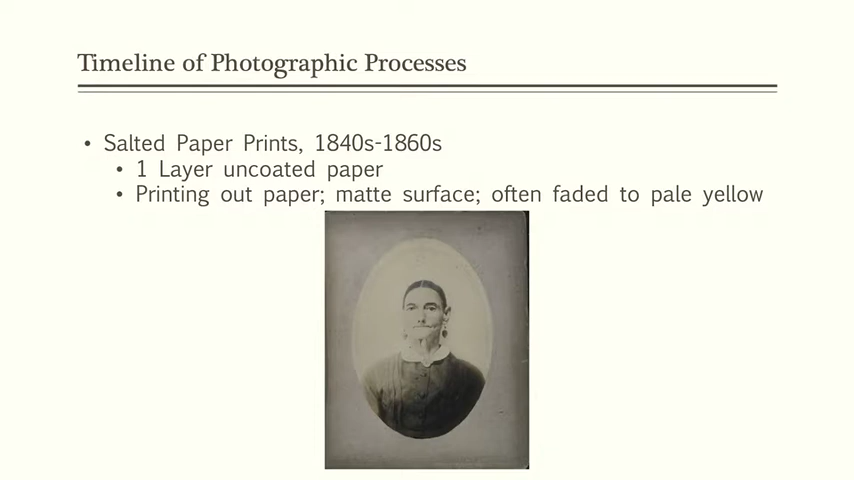 Timeline of Photographic Processes
• Salted Paper Prints, 1840s-1860s
• 1 Layer uncoated paper
• Printing out paper; matte surface; often faded to pale yellow